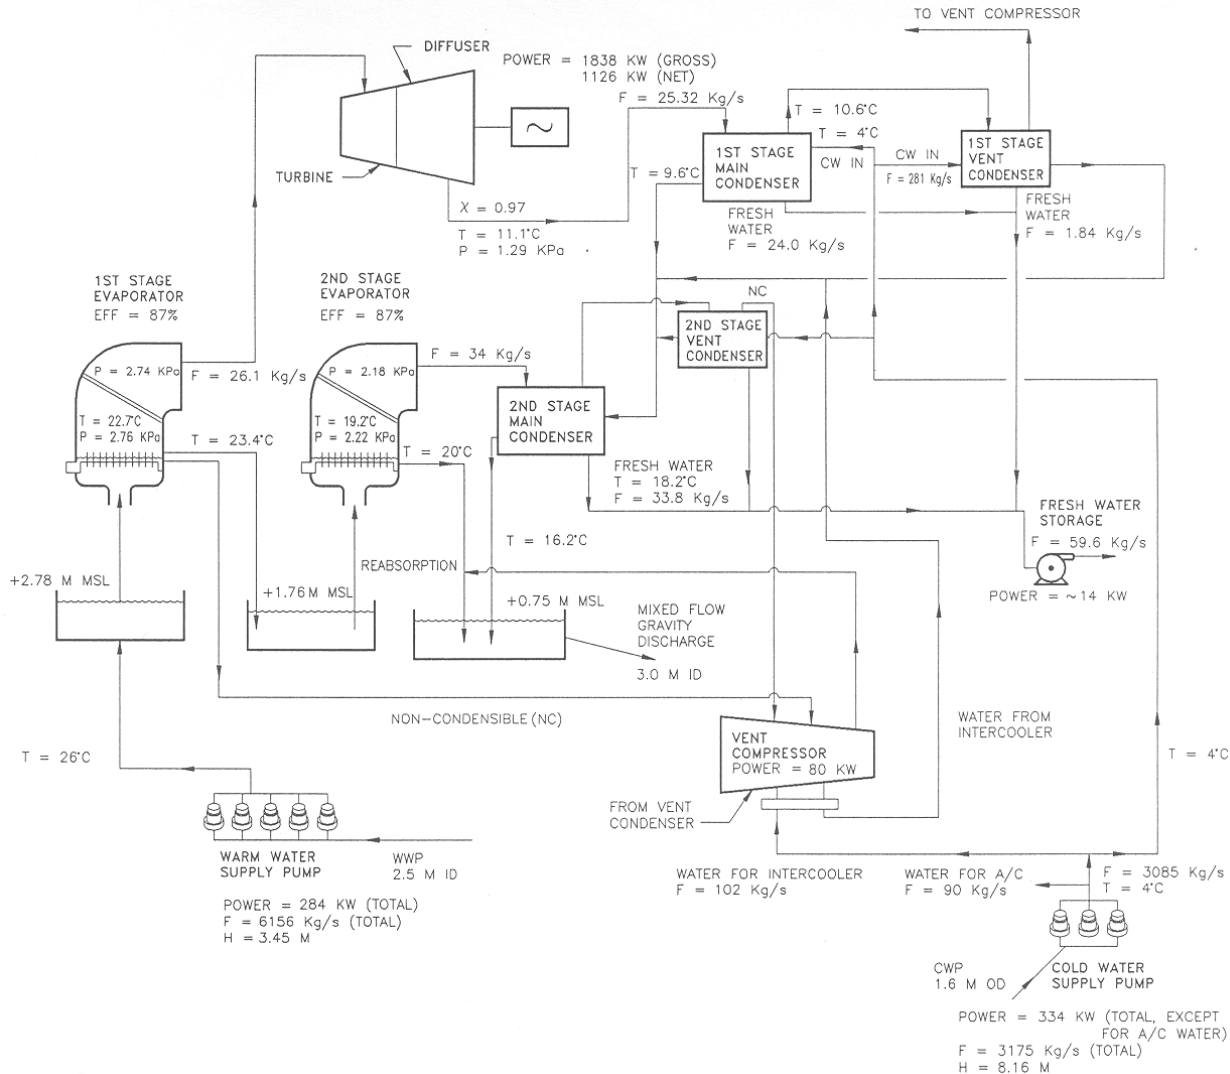 TO VENT COMPRESSOR
DIFFUSER
POWER = 1838 KW (GROSS)
1126 KW (NET)
F = 25.32 Kg/s
T = 10.6°C
T = 4°C
1ST STAGE
MAIN
CONDENSER
CW IN
CW IN
F = 281 Kg/s
1ST STAGE
VENT
CONDENSER
TURBINE
T = 9.6°C
χ = 0.97
T = 11.1°C
P = 1.29 KPa
FRESH
WATER
F = 24.0 Kg/s
FRESH
WATER
F = 1.84 Kg/s
1ST STAGE
EVAPORATOR
EFF = 87%
2ND STAGE
EVAPORATOR
EFF = 87%
NC
2ND STAGE
VENT
CONDENSER
P = 2.74 KPa
F = 26.1 Kg/s
P = 2.18 KPa
F = 34 Kg/s
T = 22.7°C
P = 2.76 KPa
T = 23.4°C
T = 19.2°C
P = 2.22 KPa
T = 20°C
2ND STAGE
MAIN
CONDENSER
FRESH WATER
T = 18.2°C
F = 33.8 Kg/s
FRESH WATER
STORAGE
F = 59.6 Kg/s
POWER = ~14 KW
T = 16.2°C
REABSORPTION
+2.78 M MSL
+1.76 M MSL
+0.75 M MSL
MIXED FLOW
GRAVITY
DISCHARGE
3.0 M ID
NON-CONDENSIBLE (NC)
WATER FROM
INTERCOOLER
VENT
COMPRESSOR
POWER = 80 KW
T = 4°C
T = 26°C
FROM VENT
CONDENSER
WARM WATER
SUPPLY PUMP
WWP
2.5 M ID
POWER = 284 KW (TOTAL)
F = 6156 Kg/s (TOTAL)
H = 3.45 M
WATER FOR INTERCOOLER
F = 102 Kg/s
WATER FOR A/C
F = 90 Kg/s
F = 3085 Kg/s
T = 4°C
CWP
1.6 M OD
COLD WATER
SUPPLY PUMP
POWER = 334 KW (TOTAL, EXCEPT
FOR A/C WATER)
F = 3175 Kg/s (TOTAL)
H = 8.16 M